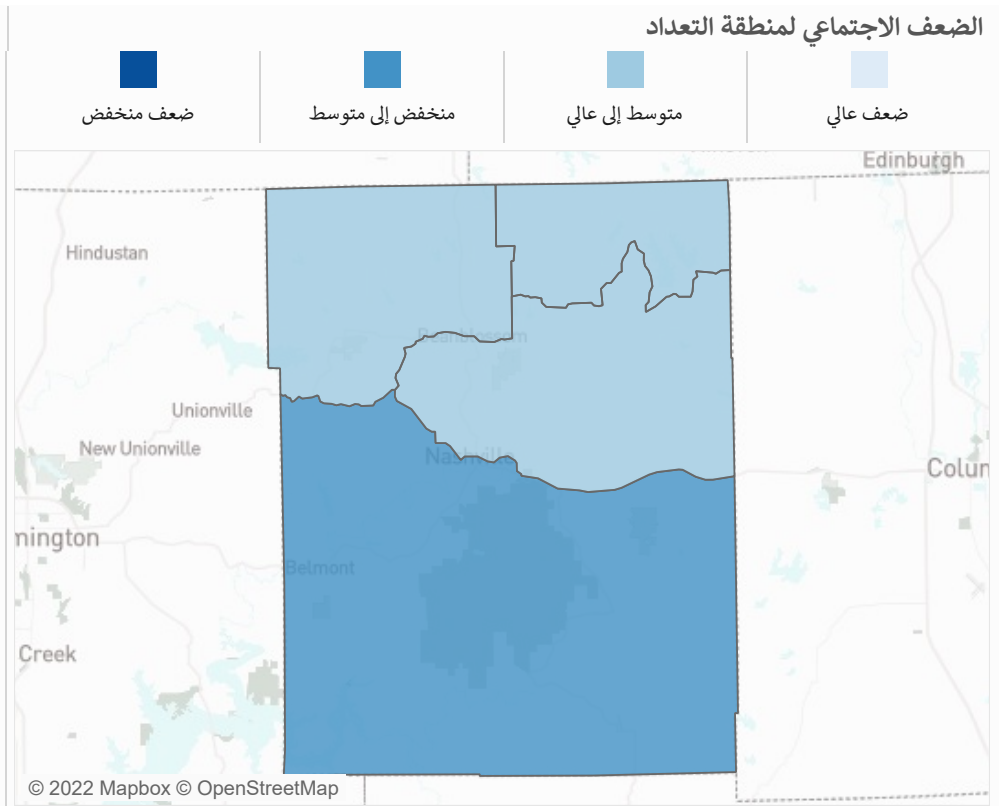 الضعف الاجتماعي لمنطقة التعداد
ضعف عالي
متوسط إلى عالي
منخفض إلى متوسط
ضعف منخفض
Edinburgh
Hindustan
Beanblossom
Unionville
New Unionville
Nashville
Colun
mington
Belmont
Creek
© 2022 Mapbox © OpenStreetMap